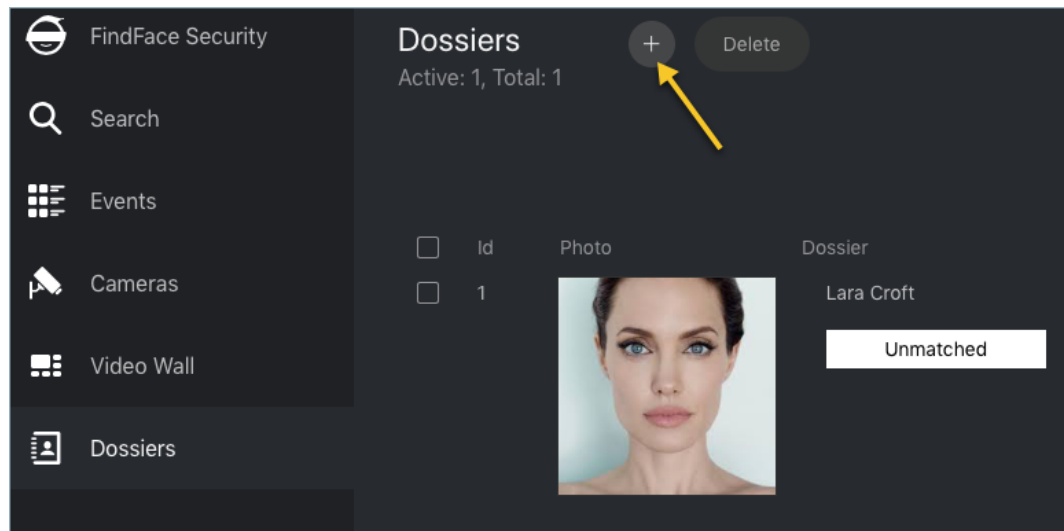 FindFace Security
Search
Events
Cameras
Video Wall
Dossiers
Dossiers
Active: 1, Total: 1
+
Delete
Id Photo Dossier
1 Lara Croft
Unmatched